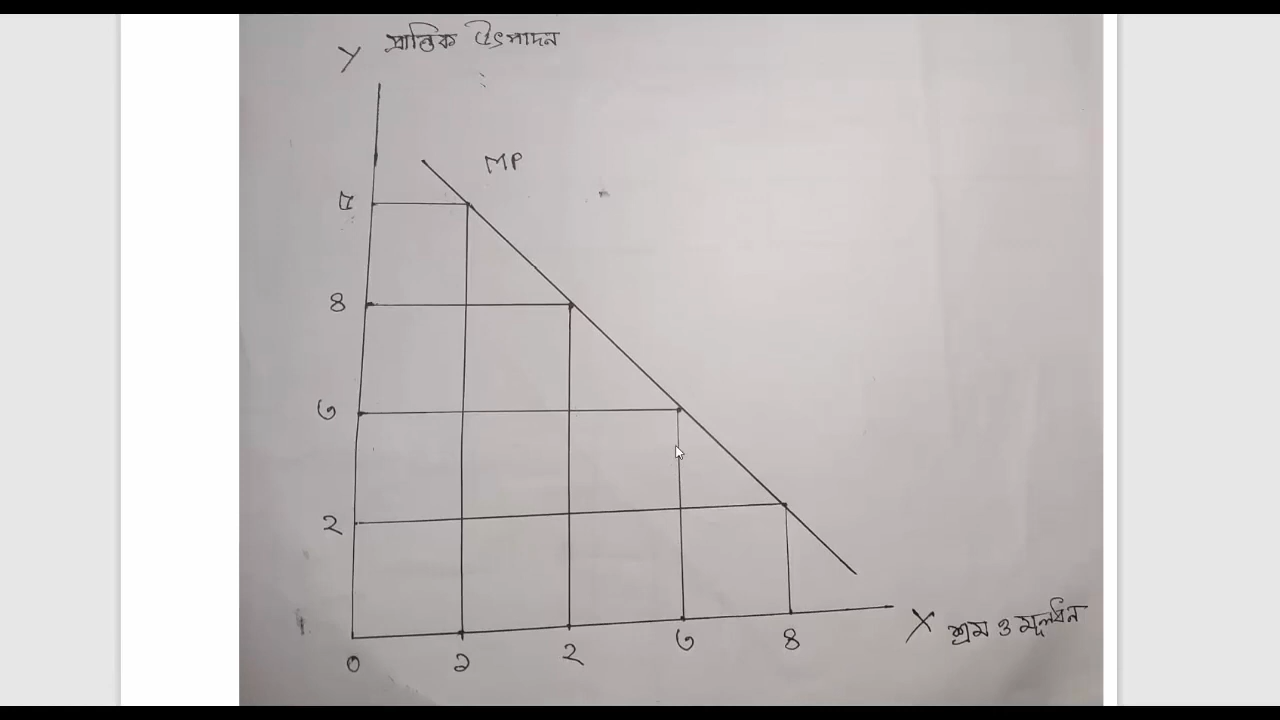 Y প্রান্তিক উৎপাদন
MP
৫
৪
৩
২
০ ১ ২ ৩ ৪
X শ্রম ও মূলধন